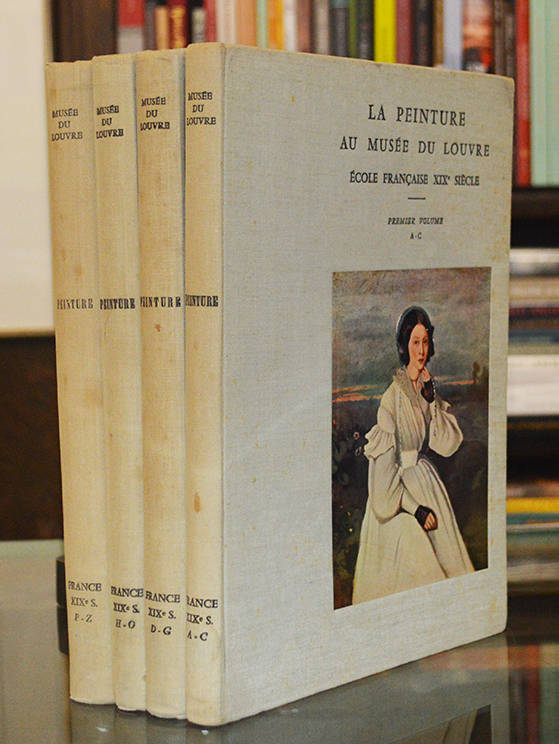 MUSÉE
DU
LOUVRE
PEINTURE
FRANCE
XIXe S.
P-Z
MUSÉE
DU
LOUVRE
PEINTURE
FRANCE
XIXe S.
H-O
MUSÉE
DU
LOUVRE
PEINTURE
FRANCE
XIXe S.
D-G
MUSÉE
DU
LOUVRE
PEINTURE
FRANCE
XIXe S.
A-C
LA PEINTURE
AU MUSÉE DU LOUVRE
ÉCOLE FRANÇAISE XIXe SIÈCLE
PREMIER VOLUME
A-C